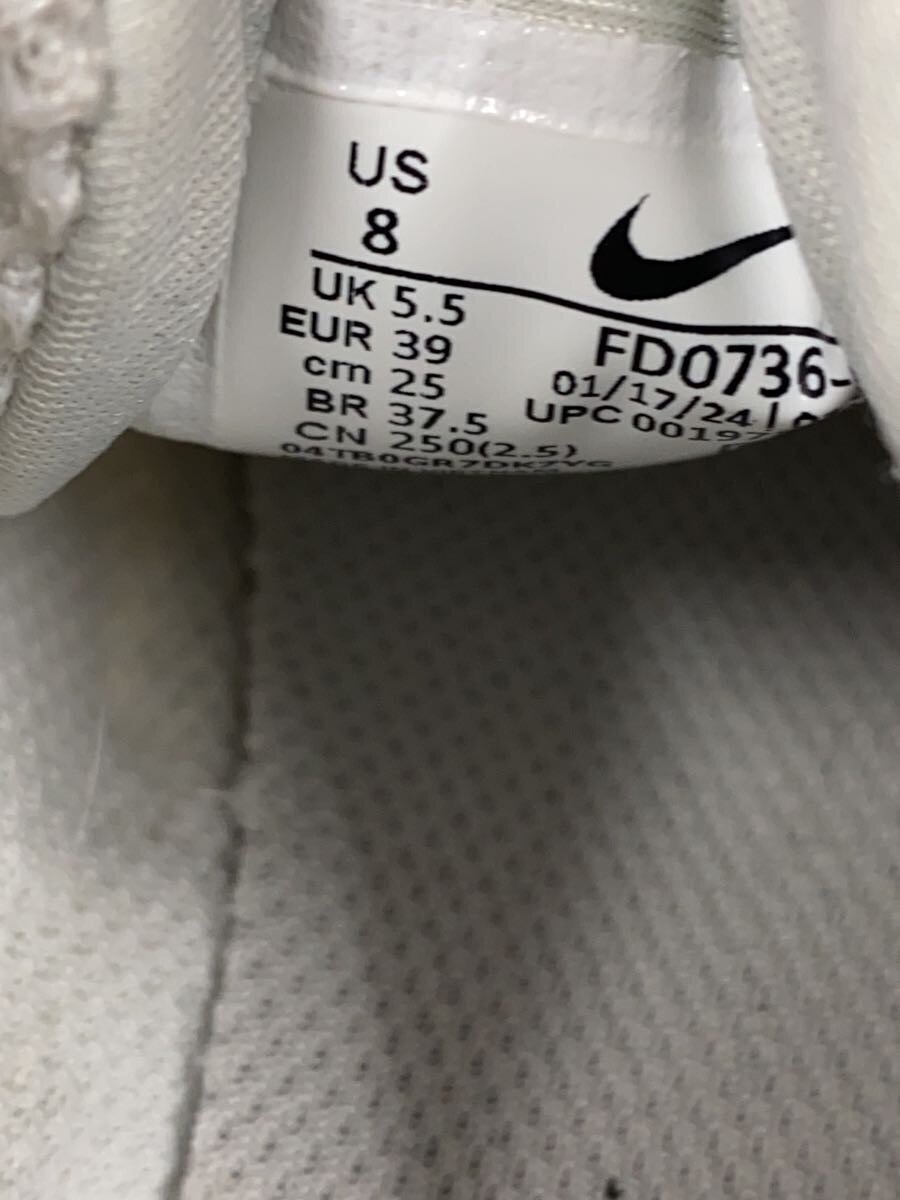 US
8
UK 5.5
EUR 39
cm 25
BR 37.5
CN 250(2.5)
FD0736-
01/17/24
UPC 00197